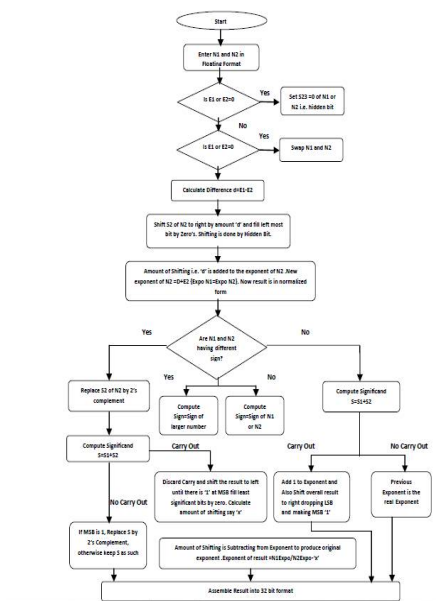 Start
Enter N1 and N2 in
Floating Format
Is E1 or E2=0
Yes
Set S23 =0 of N1 or
N2 i.e. hidden bit
No
Is E1 or E2=0
Yes
Swap N1 and N2
Calculate Difference d=E1-E2
Shift S2 of N2 to right by amount 'd' and fill left most
bit by Zero's. Shifting is done by Hidden Bit.
Amount of Shifting i.e. 'd' is added to the exponent of N2 .New
exponent of N2 =D+E2 {Expo N1=Expo N2}. Now result is in normalized
form
Are N1 and N2
having different
sign?
Yes
No
Replace S2 of N2 by 2's
complement
Yes
No
Compute
Sign=Sign of
larger number
Compute
Sign=Sign of N1
or N2
Compute Significand
S=S1+S2
Compute Significand
S=S1+S2
Carry Out
Carry Out
No Carry Out
Discard Carry and shift the result to left
until there is '1' at MSB fill least
significant bits by zero. Calculate
amount of shifting say 'x'
Add 1 to Exponent and
Also Shift overall result
to right dropping LSB
and making MSB '1'
Previous
Exponent is the
real Exponent
No Carry Out
If MSB is 1, Replace S by
2's Complement,
otherwise keep S as such
Amount of Shifting is Subtracting from Exponent to produce original
exponent .Exponent of result =N1Expo/N2Expo-'x'
Assemble Result into 32 bit format